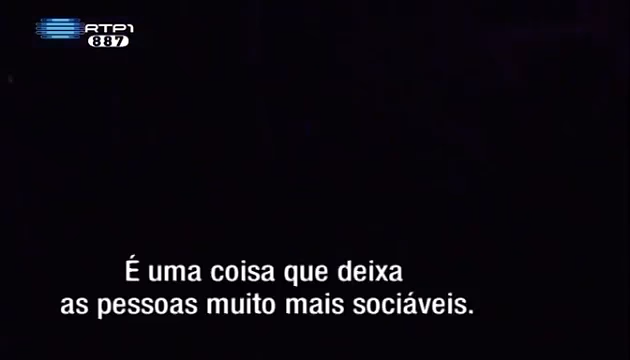 RTP1
887
É uma coisa que deixa
as pessoas muito mais sociáveis.